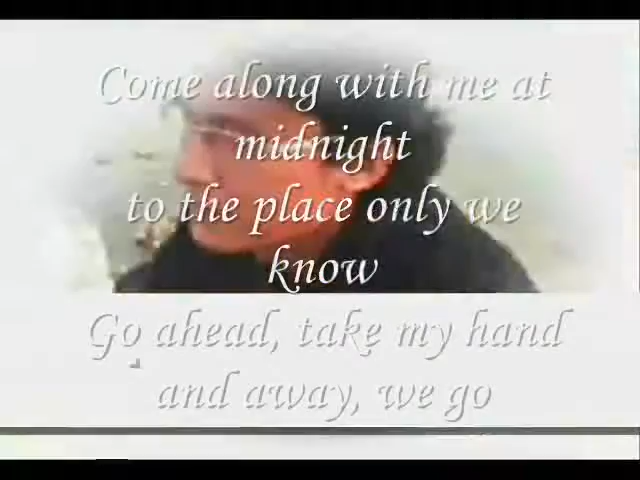 Come along with me at
midnight
to the place only we
know
Go ahead, take my hand
and away, we go